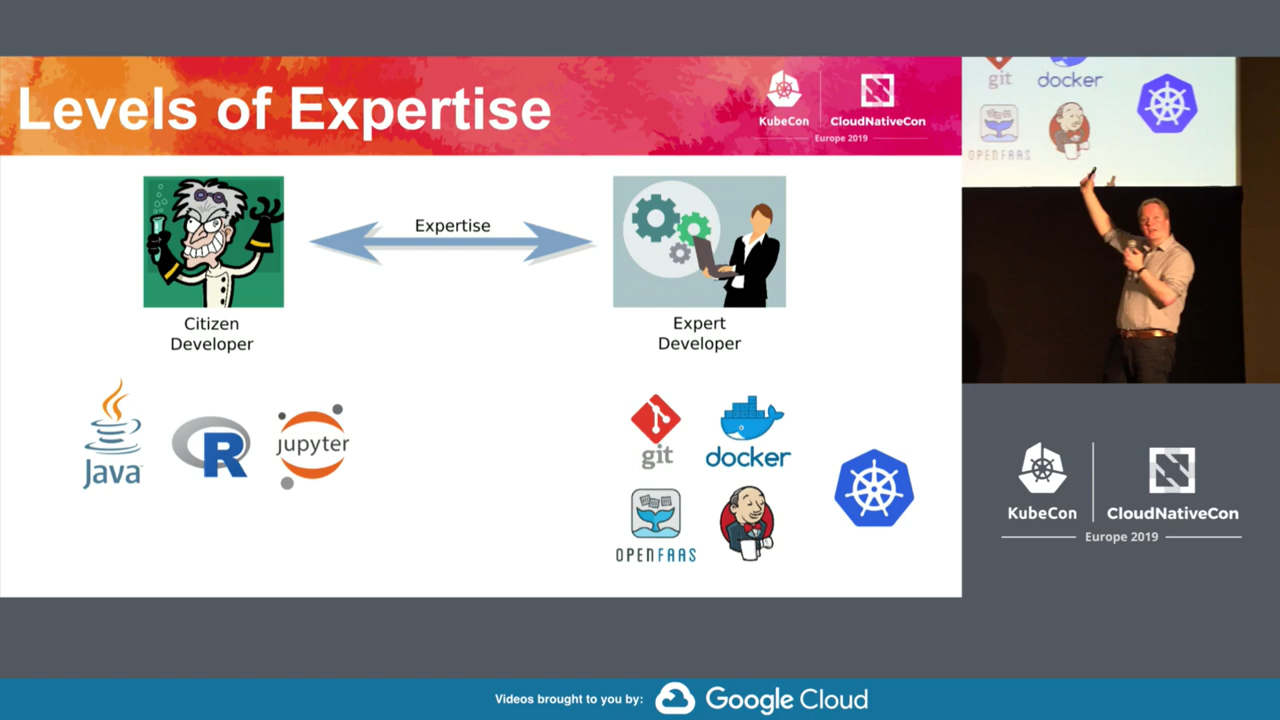 Levels of Expertise
KubeCon
CloudNativeCon
Europe 2019
Expertise
Citizen
Developer
Expert
Developer
Java
R
jupyter
git
docker
OPENFAAS
git
docker
OPENFAAS
KubeCon
CloudNativeCon
Europe 2019
Videos brought to you by:
Google Cloud